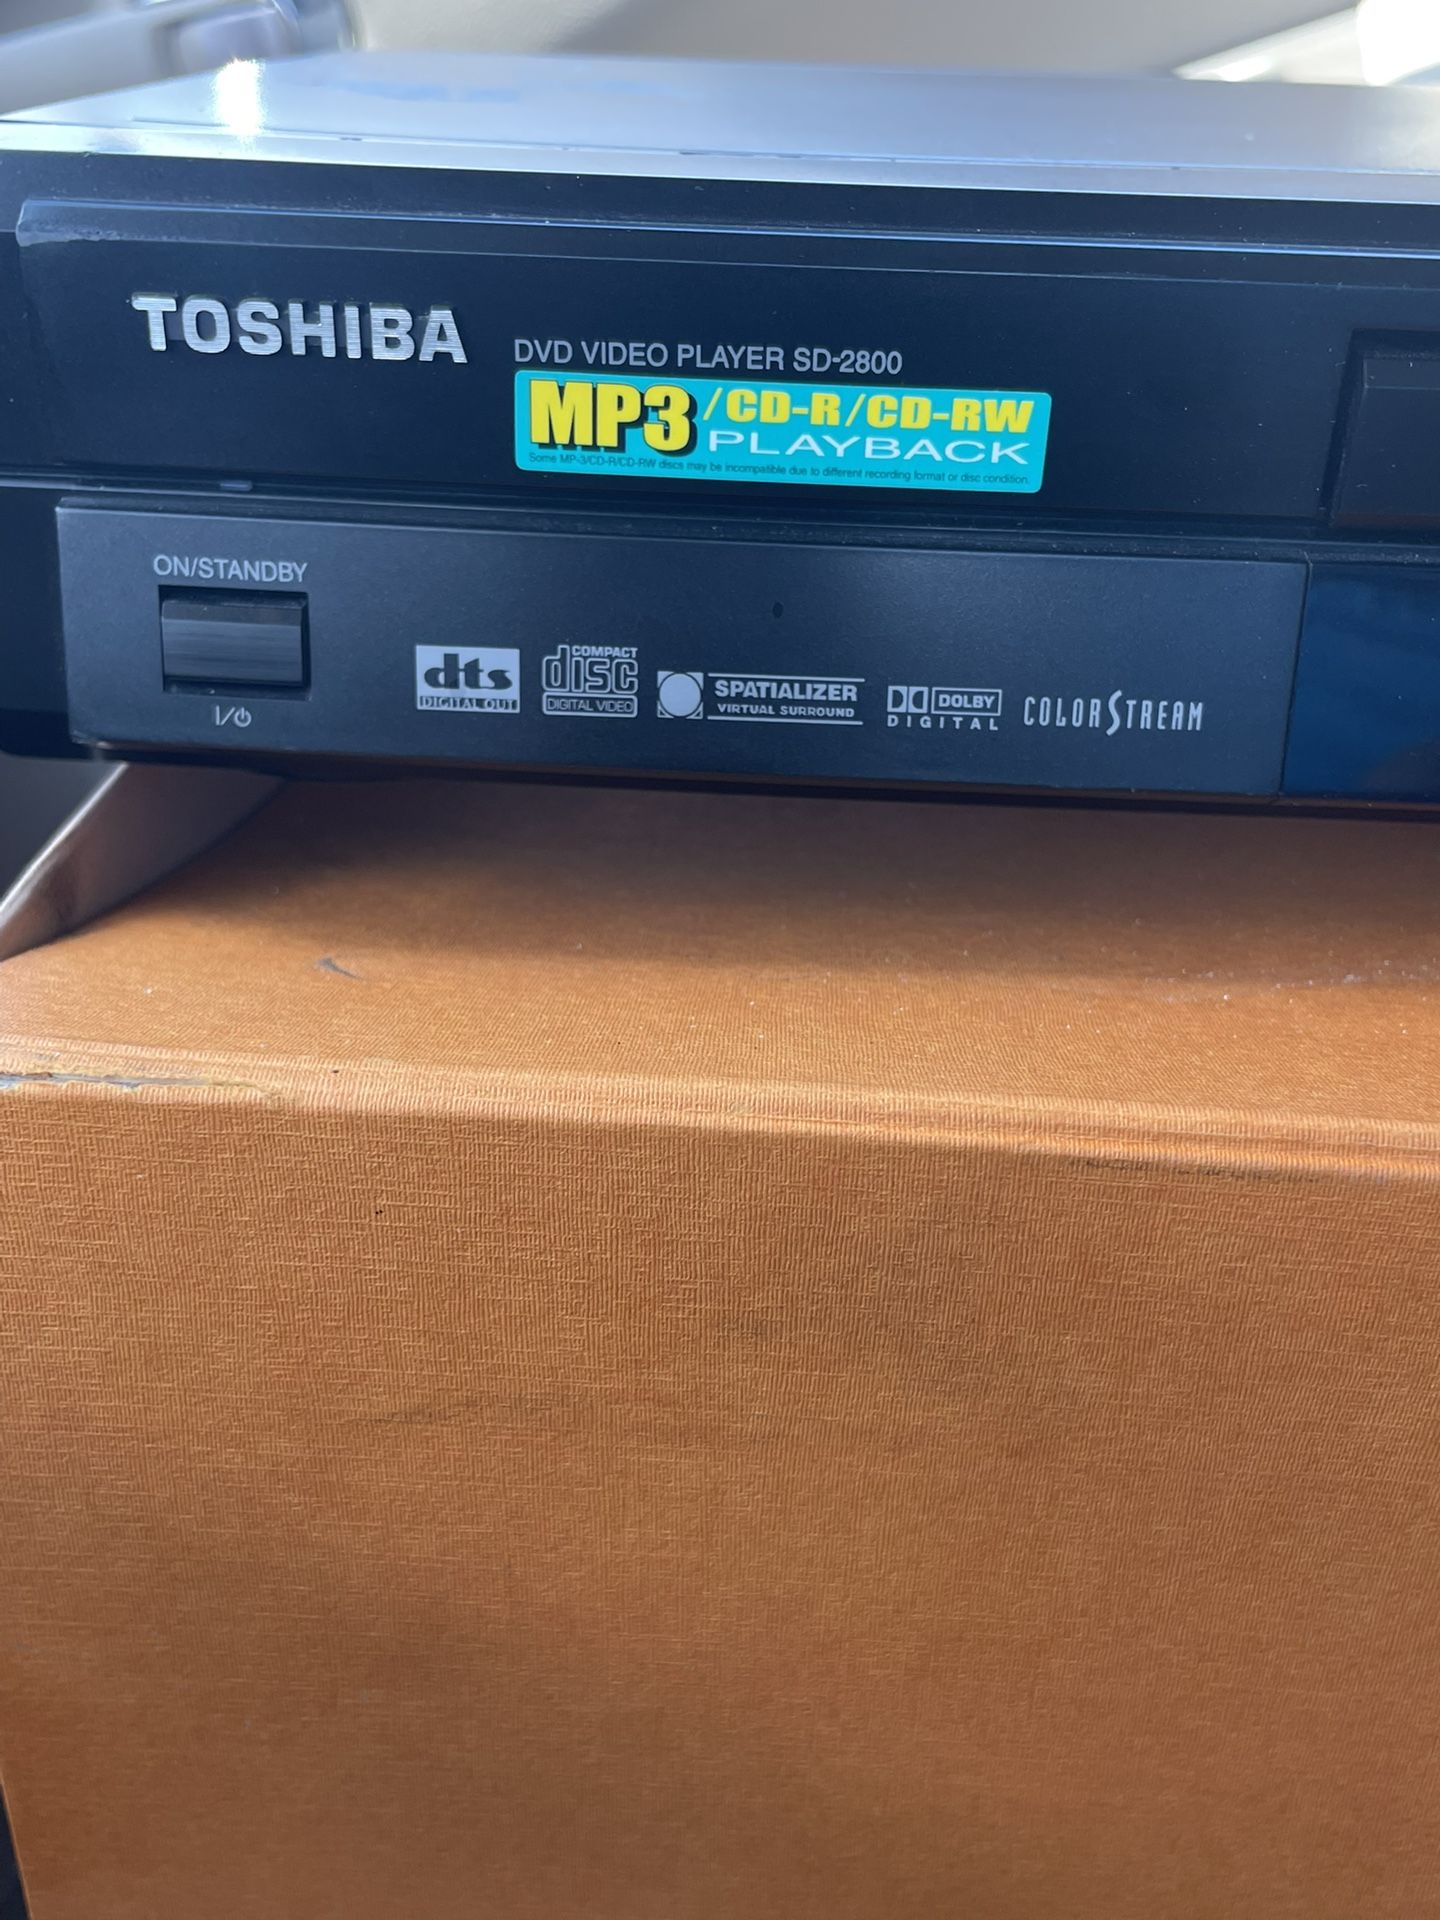 TOSHIBA
DVD VIDEO PLAYER SD-2800
MP3/CD-R/CD-RW
PLAYBACK
Some MP-3/CD-R/CD-RW discs may be incompatible due to different recording format or disc condition.
ON/STANDBY
I/⏻
dts
DIGITAL OUT
COMPACT
disc
DIGITAL VIDEO
SPATIALIZER
VIRTUAL SURROUND
DOLBY
DIGITAL
COLORSTREAM